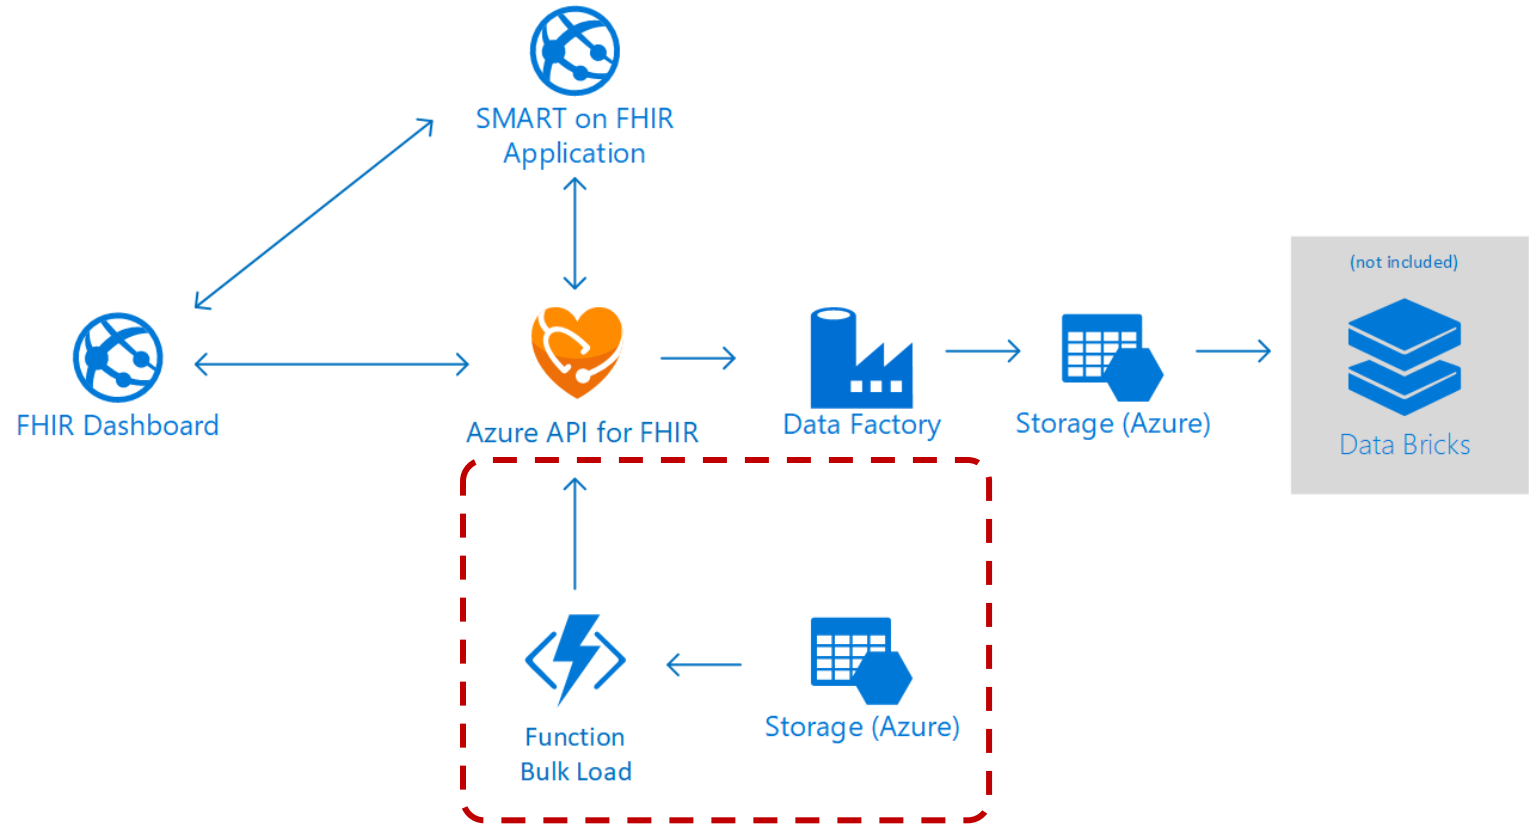 SMART on FHIR
Application
(not included)
FHIR Dashboard
Azure API for FHIR
Data Factory
Storage (Azure)
Data Bricks
Function
Bulk Load
Storage (Azure)